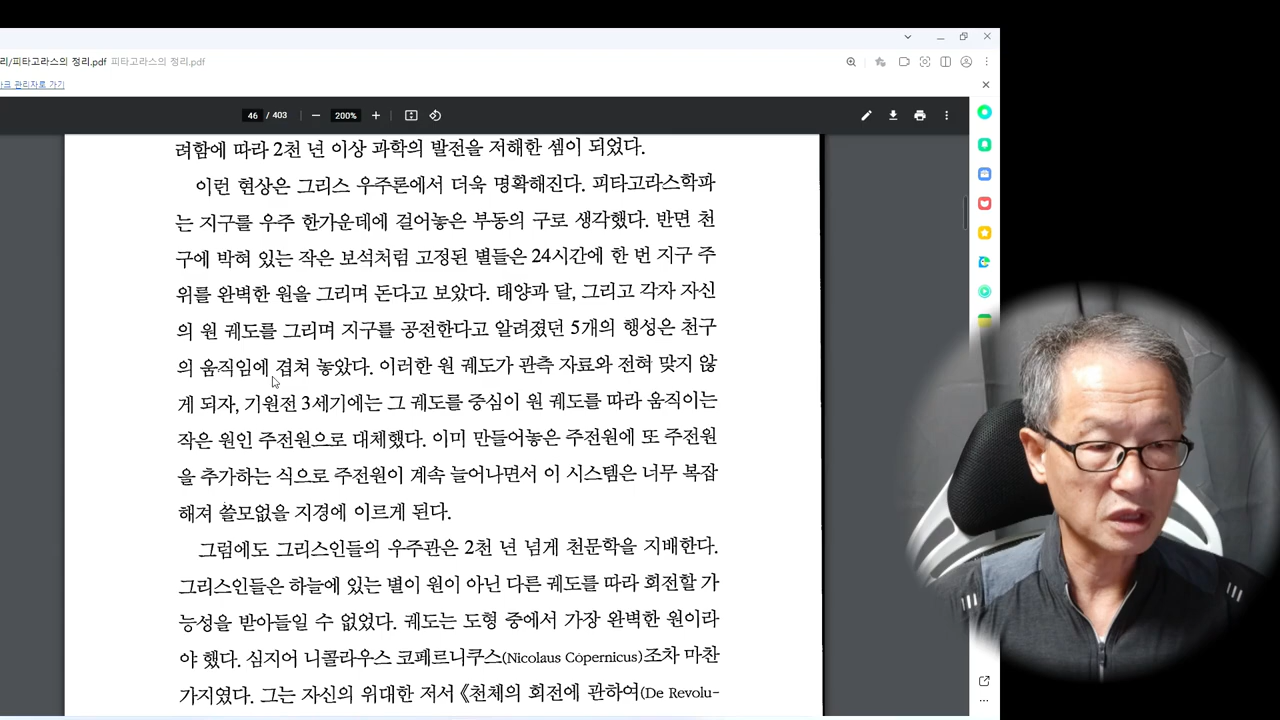 리/피타고라스의 정리.pdf 피타고라스의 정리.pdf
마크 관리자로 가기
46 / 403 200%
려함에 따라 2천 년 이상 과학의 발전을 저해한 셈이 되었다.
이런 현상은 그리스 우주론에서 더욱 명확해진다. 피타고라스학파
는 지구를 우주 한가운데에 걸어놓은 부동의 구로 생각했다. 반면 천
구에 박혀 있는 작은 보석처럼 고정된 별들은 24시간에 한 번 지구 주
위를 완벽한 원을 그리며 돈다고 보았다. 태양과 달, 그리고 각자 자신
의 원 궤도를 그리며 지구를 공전한다고 알려졌던 5개의 행성은 천구
의 움직임에 겹쳐 놓았다. 이러한 원 궤도가 관측 자료와 전혀 맞지 않
게 되자, 기원전 3세기에는 그 궤도를 중심이 원 궤도를 따라 움직이는
작은 원인 주전원으로 대체했다. 이미 만들어놓은 주전원에 또 주전원
을 추가하는 식으로 주전원이 계속 늘어나면서 이 시스템은 너무 복잡
해져 쓸모없을 지경에 이르게 된다.
그럼에도 그리스인들의 우주관은 2천 년 넘게 천문학을 지배한다.
그리스인들은 하늘에 있는 별이 원이 아닌 다른 궤도를 따라 회전할 가
능성을 받아들일 수 없었다. 궤도는 도형 중에서 가장 완벽한 원이라
야 했다. 심지어 니콜라우스 코페르니쿠스(Nicolaus Copernicus)조차 마찬
가지였다. 그는 자신의 위대한 저서 《천체의 회전에 관하여(De Revolu-